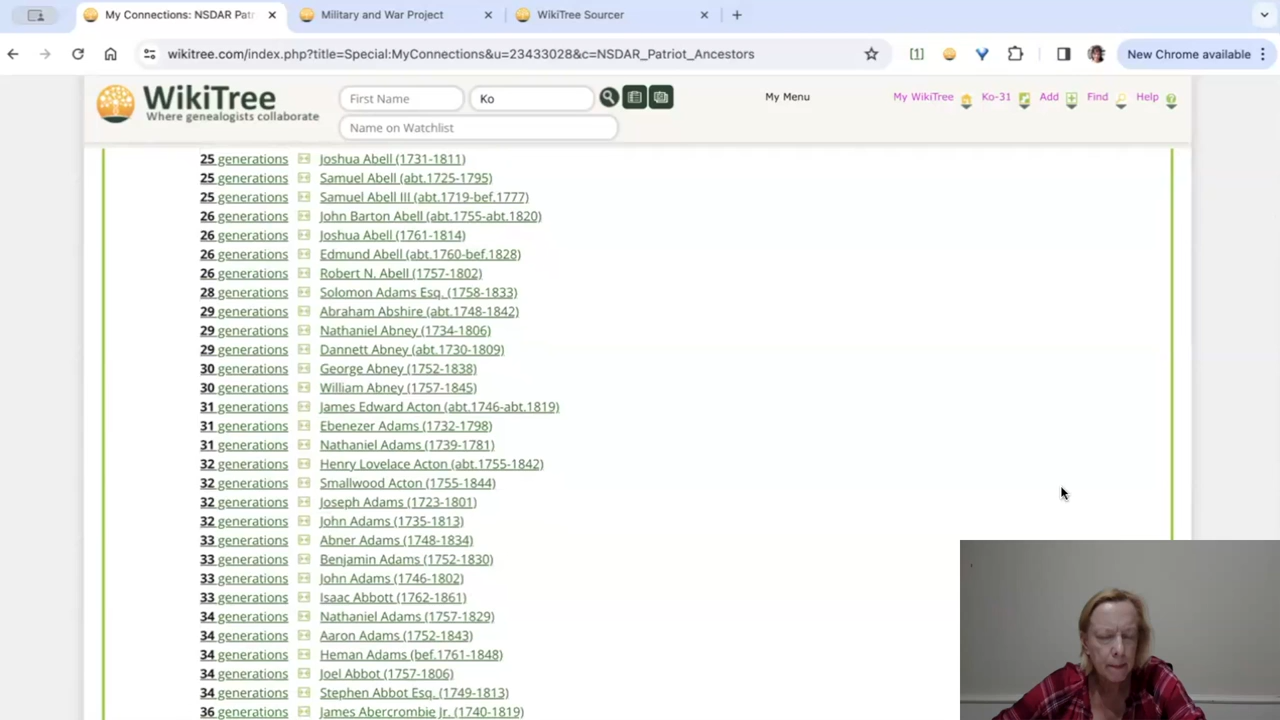 My Connections: NSDAR Patr
Military and War Project
WikiTree Sourcer
wikitree.com/index.php?title=Special:MyConnections&u=23433028&c=NSDAR_Patriot_Ancestors
[1]
New Chrome available
WikiTree
Where genealogists collaborate
First Name
Ko
Name on Watchlist
My Menu
My WikiTree
Ko-31
Add
Find
Help
25 generations Joshua Abell (1731-1811)
25 generations Samuel Abell (abt.1725-1795)
25 generations Samuel Abell III (abt.1719-bef.1777)
26 generations John Barton Abell (abt.1755-abt.1820)
26 generations Joshua Abell (1761-1814)
26 generations Edmund Abell (abt.1760-bef.1828)
26 generations Robert N. Abell (1757-1802)
28 generations Solomon Adams Esq. (1758-1833)
29 generations Abraham Abshire (abt.1748-1842)
29 generations Nathaniel Abney (1734-1806)
29 generations Dannett Abney (abt.1730-1809)
30 generations George Abney (1752-1838)
30 generations William Abney (1757-1845)
31 generations James Edward Acton (abt.1746-abt.1819)
31 generations Ebenezer Adams (1732-1798)
31 generations Nathaniel Adams (1739-1781)
32 generations Henry Lovelace Acton (abt.1755-1842)
32 generations Smallwood Acton (1755-1844)
32 generations Joseph Adams (1723-1801)
32 generations John Adams (1735-1813)
33 generations Abner Adams (1748-1834)
33 generations Benjamin Adams (1752-1830)
33 generations John Adams (1746-1802)
33 generations Isaac Abbott (1762-1861)
34 generations Nathaniel Adams (1757-1829)
34 generations Aaron Adams (1752-1843)
34 generations Heman Adams (bef.1761-1848)
34 generations Joel Abbot (1757-1806)
34 generations Stephen Abbot Esq. (1749-1813)
36 generations James Abercrombie Jr. (1740-1819)